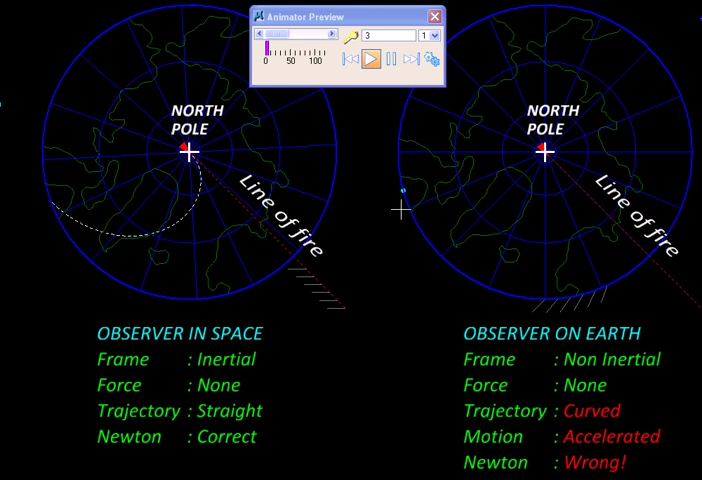 Animator Preview
3
1
0 50 100
NORTH
POLE
Line of fire
NORTH
POLE
Line of fire
OBSERVER IN SPACE
Frame : Inertial
Force : None
Trajectory : Straight
Newton : Correct
OBSERVER ON EARTH
Frame : Non Inertial
Force : None
Trajectory : Curved
Motion : Accelerated
Newton : Wrong!